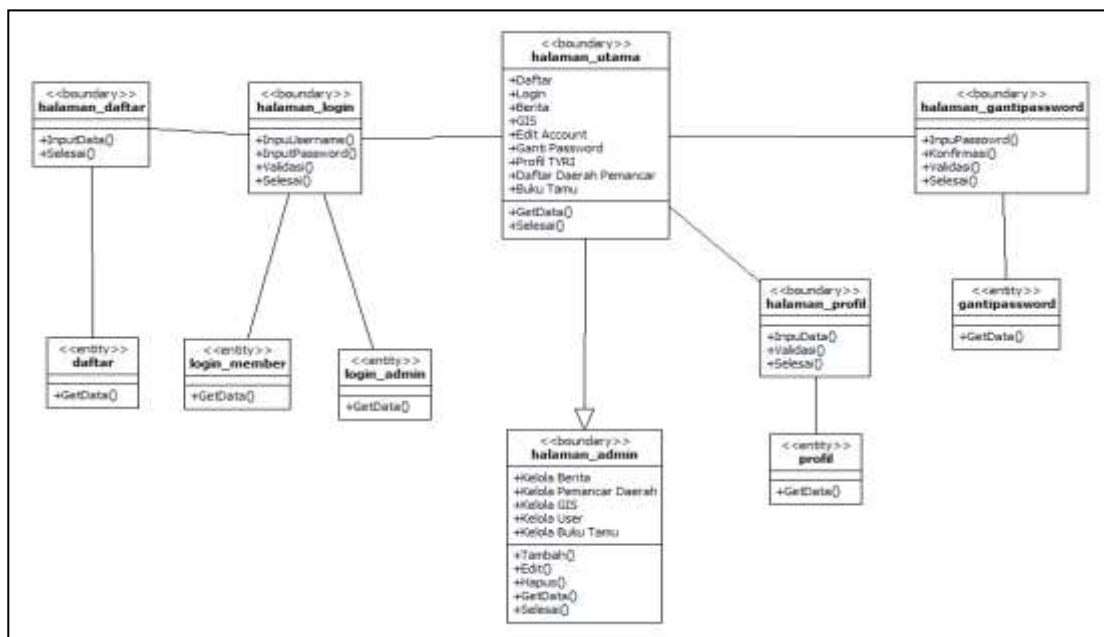 <<boundary>>
halaman_utama
+Daftar
+Login
+Berita
+GIS
+Edit Account
+Ganti Password
+Profil TVRI
+Daftar Daerah Pemancar
+Buku Tamu
+GetData()
+Selesai()
<<boundary>>
halaman_daftar
+InputData()
+Selesai()
<<boundary>>
halaman_login
+InpuUsername()
+InputPassword()
+Validasi()
+Selesai()
<<boundary>>
halaman_gantipassword
+InpuPassowrd()
+Konfirmasi()
+Validasi()
+Selesai()
<<boundary>>
halaman_profil
+InpuData()
+Validasi()
+Selesai()
<<entity>>
gantipassword
+GetData()
<<entity>>
daftar
+GetData()
<<entity>>
login_member
+GetData()
<<entity>>
login_admin
+GetData()
<<boundary>>
halaman_admin
+Kelola Berita
+Kelola Pemancar Daerah
+Kelola GIS
+Kelola User
+Kelola Buku Tamu
+Tambah()
+Edit()
+Hapus()
+GetData()
+Selesai()
<<entity>>
profil
+GetData()